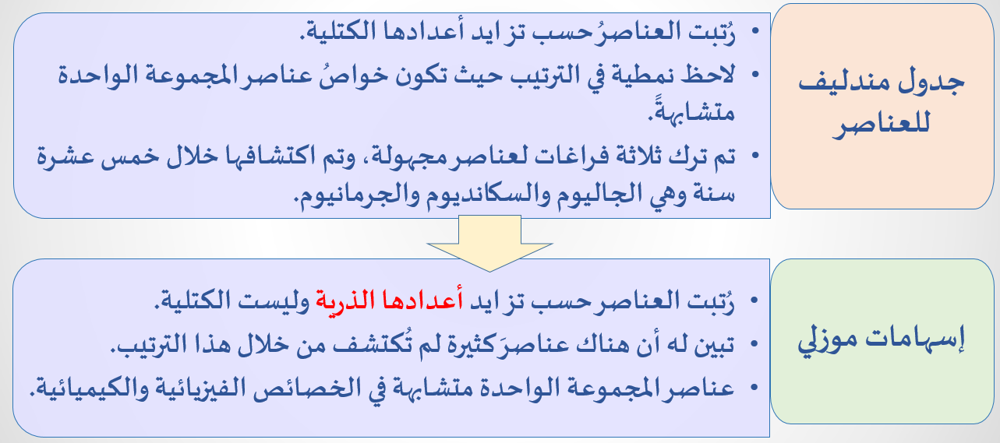 جدول مندليف
للعناصر
• رُتبت العناصرُ حسب تزايد أعدادها الكتلية.
• لاحظ نمطية في الترتيب حيث تكون خواصُ عناصر المجموعة الواحدة
متشابهةً.
• تم ترك ثلاثة فراغات لعناصر مجهولة، وتم اكتشافها خلال خمس عشرة
سنة وهي الجاليوم والسكانديوم والجرمانيوم.
إسهامات موزلي
• رُتبت العناصر حسب تزايد أعدادها الذرية وليست الكتلية.
• تبين له أن هناك عناصرَ كثيرة لم تُكتشف من خلال هذا الترتيب.
• عناصر المجموعة الواحدة متشابهة في الخصائص الفيزيائية والكيميائية.